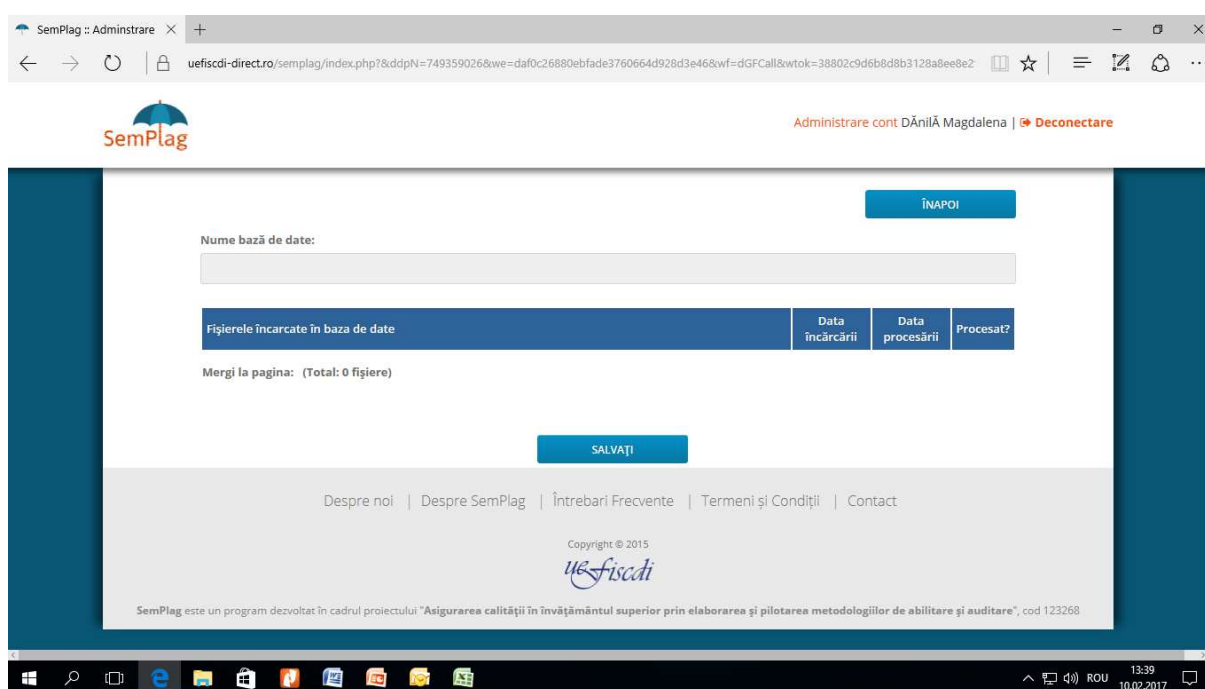 SemPlag :: Adminstrare
uefiscdi-direct.ro/semplag/index.php?&ddpN=749359026&we=daf0c26880ebfade3760664d928d3e46&wf=dGFCall&wtok=38802c9d6b8d8b3128a8ee8e2
SemPlag
Administrare cont DĂnilĂ Magdalena | Deconectare
ÎNAPOI
Nume bază de date:
Fişierele încarcate în baza de date
Data încărcării
Data procesării
Procesat?
Mergi la pagina: (Total: 0 fişiere)
SALVAŢI
Despre noi | Despre SemPlag | Întrebari Frecvente | Termeni și Condiții | Contact
Copyright © 2015
uefiscdi
SemPlag este un program dezvoltat în cadrul proiectului "Asigurarea calităţii în învăţământul superior prin elaborarea şi pilotarea metodologiilor de abilitare şi auditare", cod 123268
ROU
13:39
10.02.2017